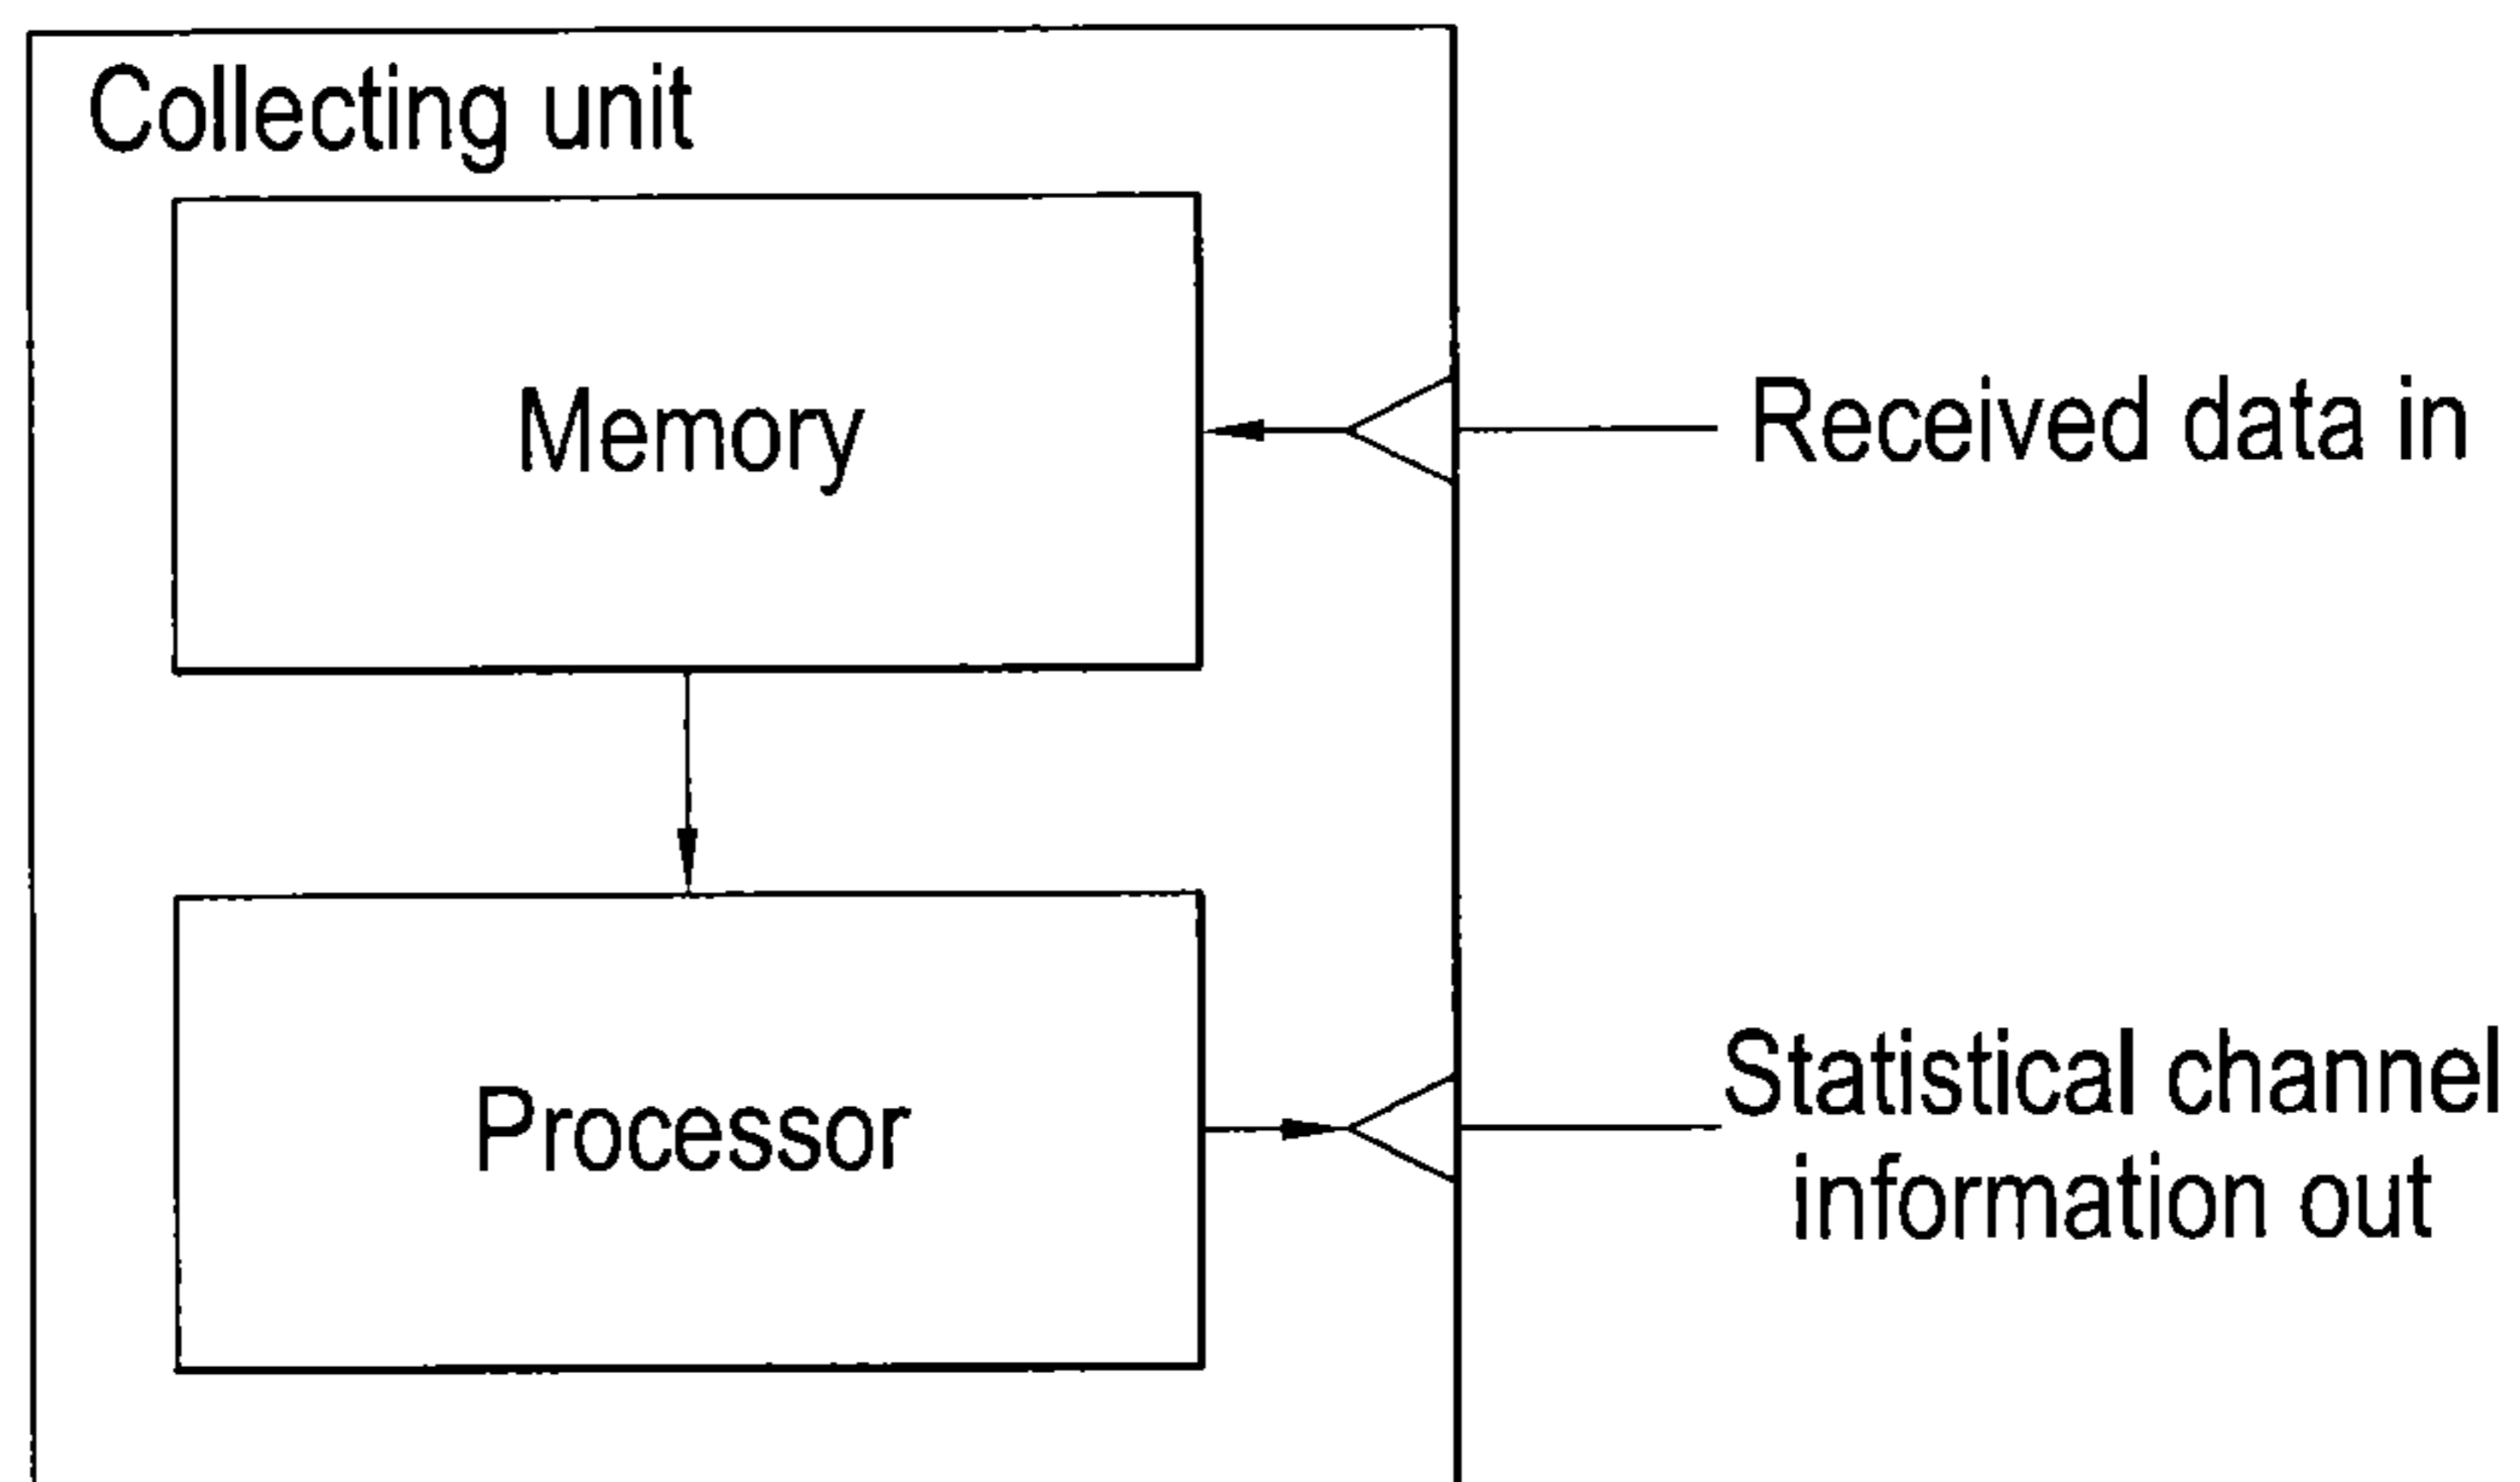 Collecting unit
Memory
Received data in
Processor
Statistical channel
information out